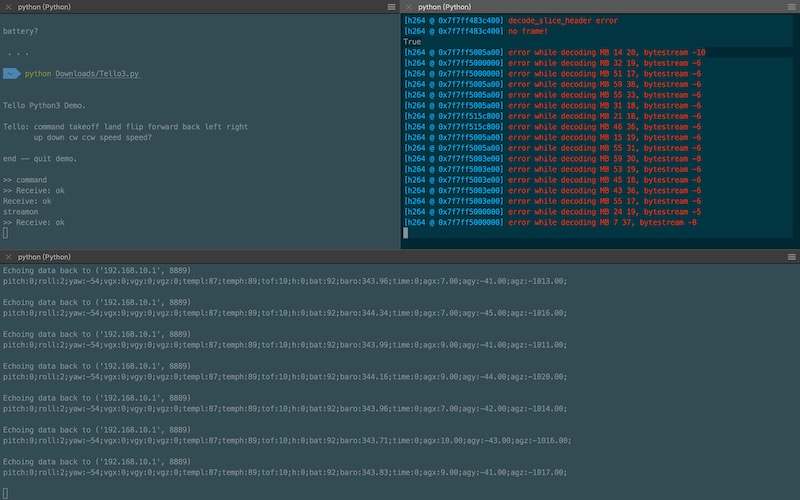 python (Python)
battery?
...
~ python Downloads/Tello3.py
Tello Python3 Demo.
Tello: command takeoff land flip forward back left right
up down cw ccw speed speed?
end -- quit demo.
>> command
>> Receive: ok
Receive: ok
streamon
>> Receive: ok
python (Python)
[h264 @ 0x7f7ff483c400] decode_slice_header error
[h264 @ 0x7f7ff483c400] no frame!
True
[h264 @ 0x7f7ff5005a00] error while decoding MB 14 20, bytestream -10
[h264 @ 0x7f7ff5000000] error while decoding MB 32 19, bytestream -6
[h264 @ 0x7f7ff5000000] error while decoding MB 51 17, bytestream -6
[h264 @ 0x7f7ff5005a00] error while decoding MB 59 38, bytestream -6
[h264 @ 0x7f7ff5005a00] error while decoding MB 55 33, bytestream -6
[h264 @ 0x7f7ff5005a00] error while decoding MB 31 18, bytestream -6
[h264 @ 0x7f7ff515c800] error while decoding MB 21 18, bytestream -6
[h264 @ 0x7f7ff515c800] error while decoding MB 46 36, bytestream -6
[h264 @ 0x7f7ff5005a00] error while decoding MB 15 19, bytestream -6
[h264 @ 0x7f7ff5005a00] error while decoding MB 55 31, bytestream -6
[h264 @ 0x7f7ff5003e00] error while decoding MB 59 30, bytestream -8
[h264 @ 0x7f7ff5003e00] error while decoding MB 53 19, bytestream -6
[h264 @ 0x7f7ff5003e00] error while decoding MB 45 18, bytestream -6
[h264 @ 0x7f7ff5003e00] error while decoding MB 43 36, bytestream -6
[h264 @ 0x7f7ff5003e00] error while decoding MB 55 17, bytestream -6
[h264 @ 0x7f7ff5000000] error while decoding MB 24 19, bytestream -5
[h264 @ 0x7f7ff5000000] error while decoding MB 7 37, bytestream -8
python (Python)
Echoing data back to ('192.168.10.1', 8889)
pitch:0;roll:2;yaw:-54;vgx:0;vgy:0;vgz:0;templ:87;temph:89;tof:10;h:0;bat:92;baro:343.96;time:0;agx:7.00;agy:-41.00;agz:-1013.00;
Echoing data back to ('192.168.10.1', 8889)
pitch:0;roll:2;yaw:-54;vgx:0;vgy:0;vgz:0;templ:87;temph:89;tof:10;h:0;bat:92;baro:344.34;time:0;agx:7.00;agy:-45.00;agz:-1016.00;
Echoing data back to ('192.168.10.1', 8889)
pitch:0;roll:2;yaw:-54;vgx:0;vgy:0;vgz:0;templ:87;temph:89;tof:10;h:0;bat:92;baro:343.99;time:0;agx:9.00;agy:-41.00;agz:-1011.00;
Echoing data back to ('192.168.10.1', 8889)
pitch:0;roll:2;yaw:-54;vgx:0;vgy:0;vgz:0;templ:87;temph:89;tof:10;h:0;bat:92;baro:344.16;time:0;agx:9.00;agy:-44.00;agz:-1020.00;
Echoing data back to ('192.168.10.1', 8889)
pitch:0;roll:2;yaw:-54;vgx:0;vgy:0;vgz:0;templ:87;temph:89;tof:10;h:0;bat:92;baro:343.96;time:0;agx:7.00;agy:-42.00;agz:-1014.00;
Echoing data back to ('192.168.10.1', 8889)
pitch:0;roll:2;yaw:-54;vgx:0;vgy:0;vgz:0;templ:87;temph:89;tof:10;h:0;bat:92;baro:343.71;time:0;agx:10.00;agy:-43.00;agz:-1016.00;
Echoing data back to ('192.168.10.1', 8889)
pitch:0;roll:2;yaw:-54;vgx:0;vgy:0;vgz:0;templ:87;temph:89;tof:10;h:0;bat:92;baro:343.83;time:0;agx:9.00;agy:-41.00;agz:-1017.00;